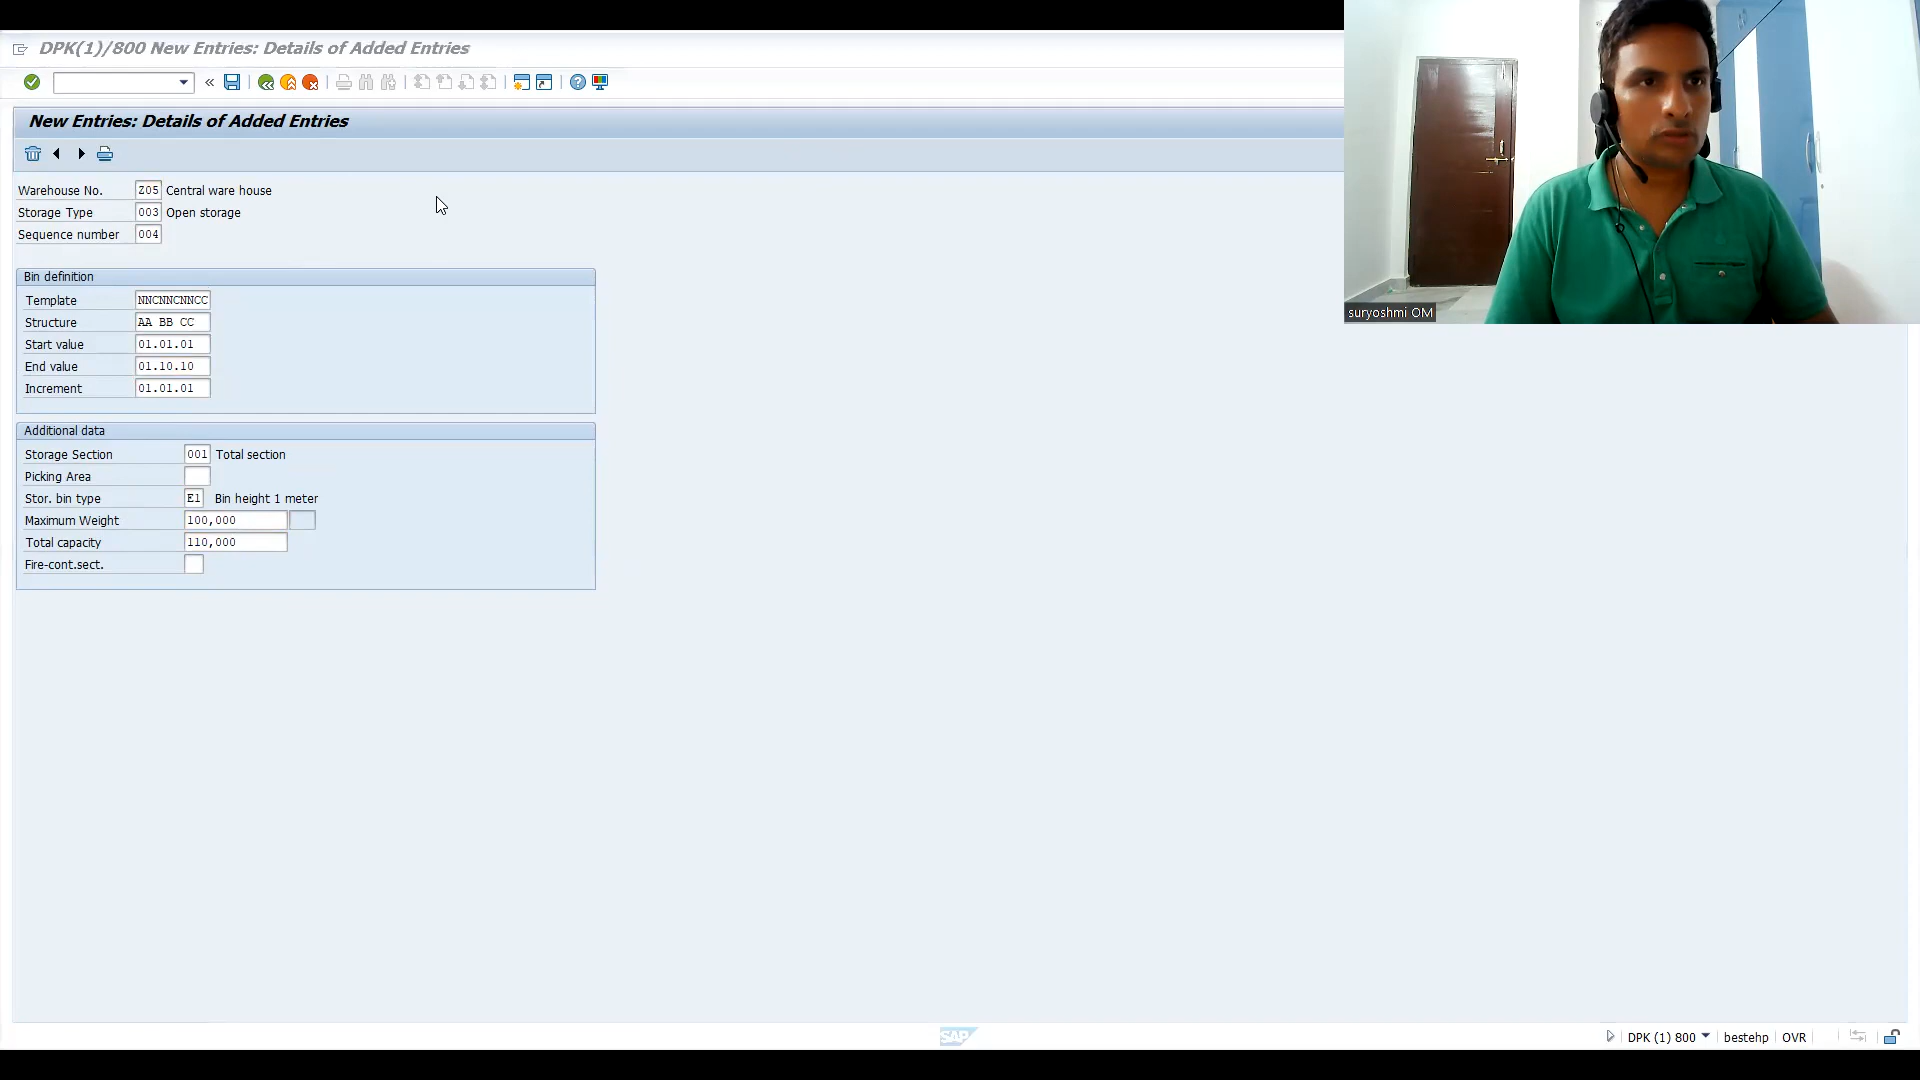 DPK(1)/800 New Entries: Details of Added Entries
New Entries: Details of Added Entries
Warehouse No. Z05 Central ware house
Storage Type 003 Open storage
Sequence number 004
Bin definition
Template NNCNNCNNCC
Structure AA BB CC
Start value 01.01.01
End value 01.10.10
Increment 01.01.01
Additional data
Storage Section 001 Total section
Picking Area
Stor. bin type E1 Bin height 1 meter
Maximum Weight 100,000
Total capacity 110,000
Fire-cont.sect.
suryoshmi OM
SAP
DPK (1) 800 bestehp OVR